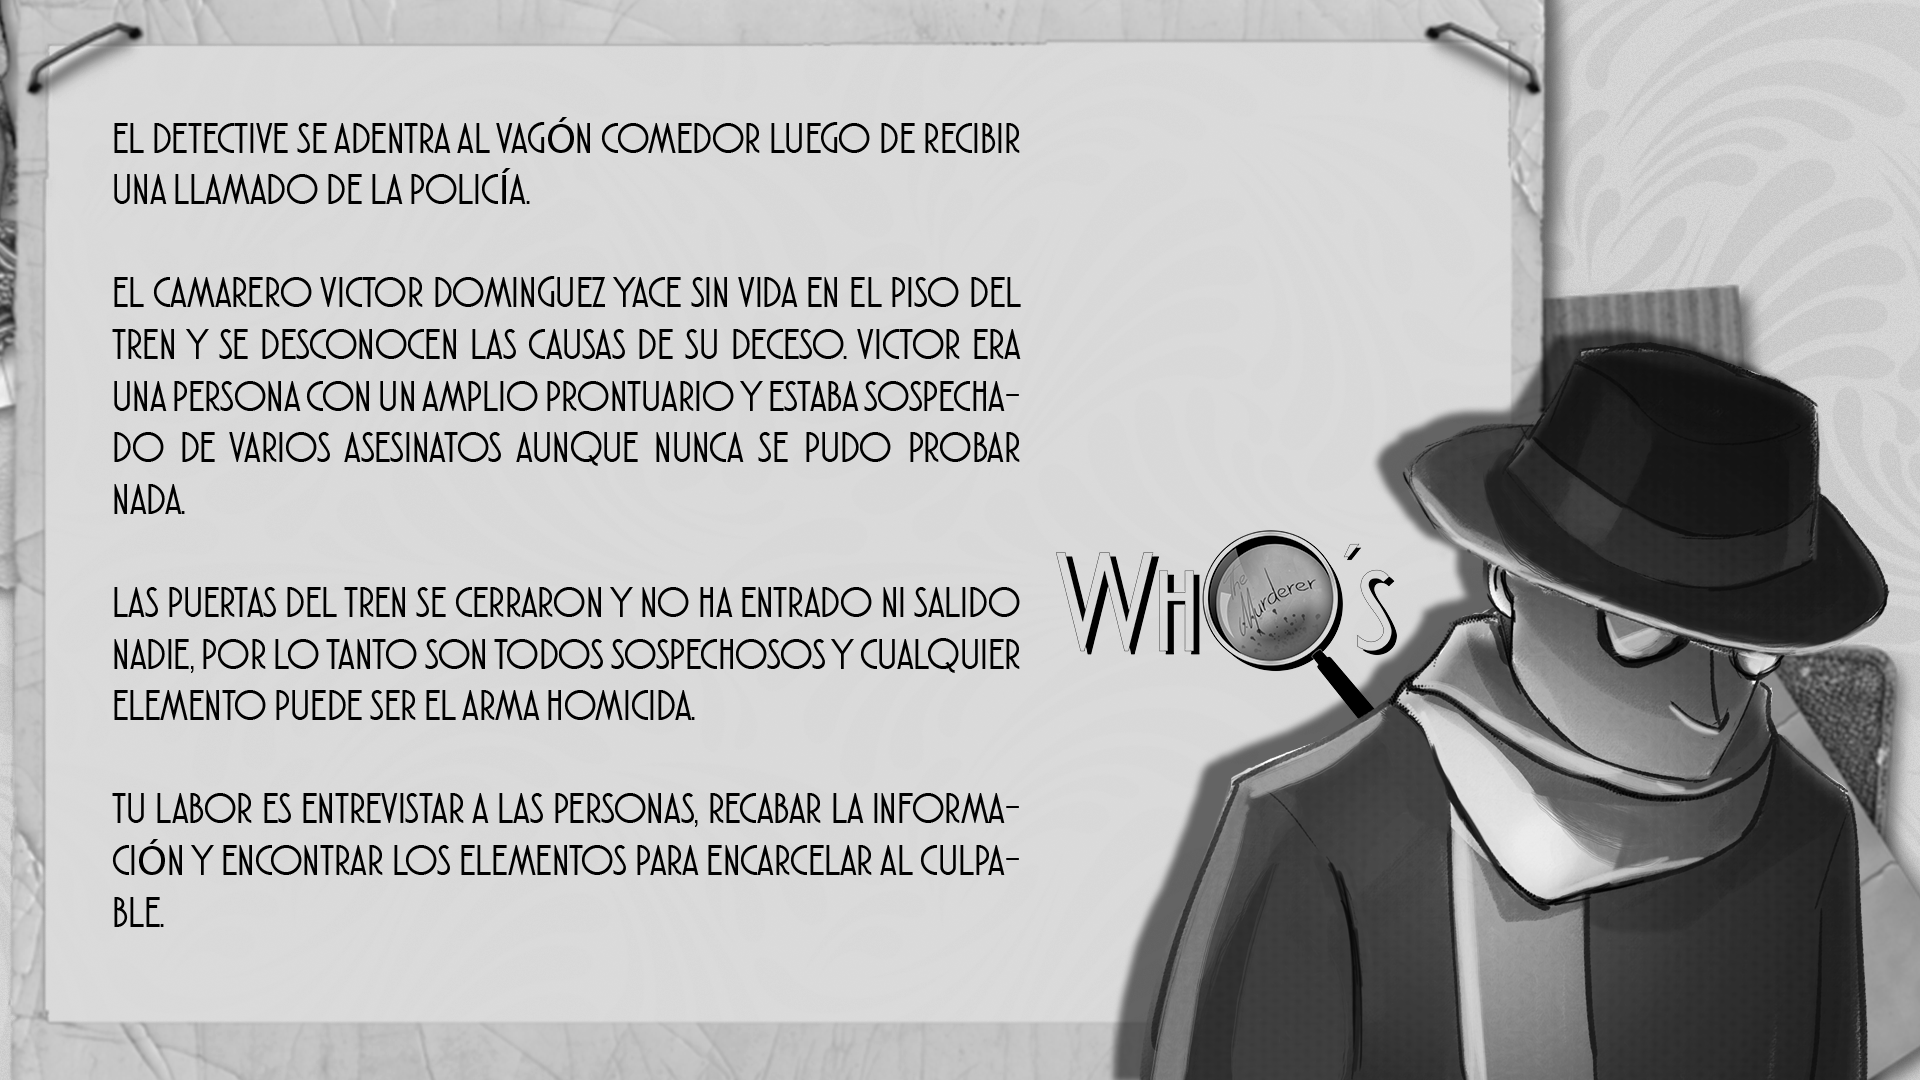 EL DETECTIVE SE ADENTRA AL VAGÓN COMEDOR LUEGO DE RECIBIR
UNA LLAMADO DE LA POLICÍA.
EL CAMARERO VICTOR DOMINGUEZ YACE SIN VIDA EN EL PISO DEL
TREN Y SE DESCONOCEN LAS CAUSAS DE SU DECESO. VICTOR ERA
UNA PERSONA CON UN AMPLIO PRONTUARIO Y ESTABA SOSPECHA-
DO DE VARIOS ASESINATOS AUNQUE NUNCA SE PUDO PROBAR
NADA.
LAS PUERTAS DEL TREN SE CERRARON Y NO HA ENTRADO NI SALIDO
NADIE, POR LO TANTO SON TODOS SOSPECHOSOS Y CUALQUIER
ELEMENTO PUEDE SER EL ARMA HOMICIDA.
TU LABOR ES ENTREVISTAR A LAS PERSONAS, RECABAR LA INFORMA-
CIÓN Y ENCONTRAR LOS ELEMENTOS PARA ENCARCELAR AL CULPA-
BLE.
WHO´S
The
Murderer